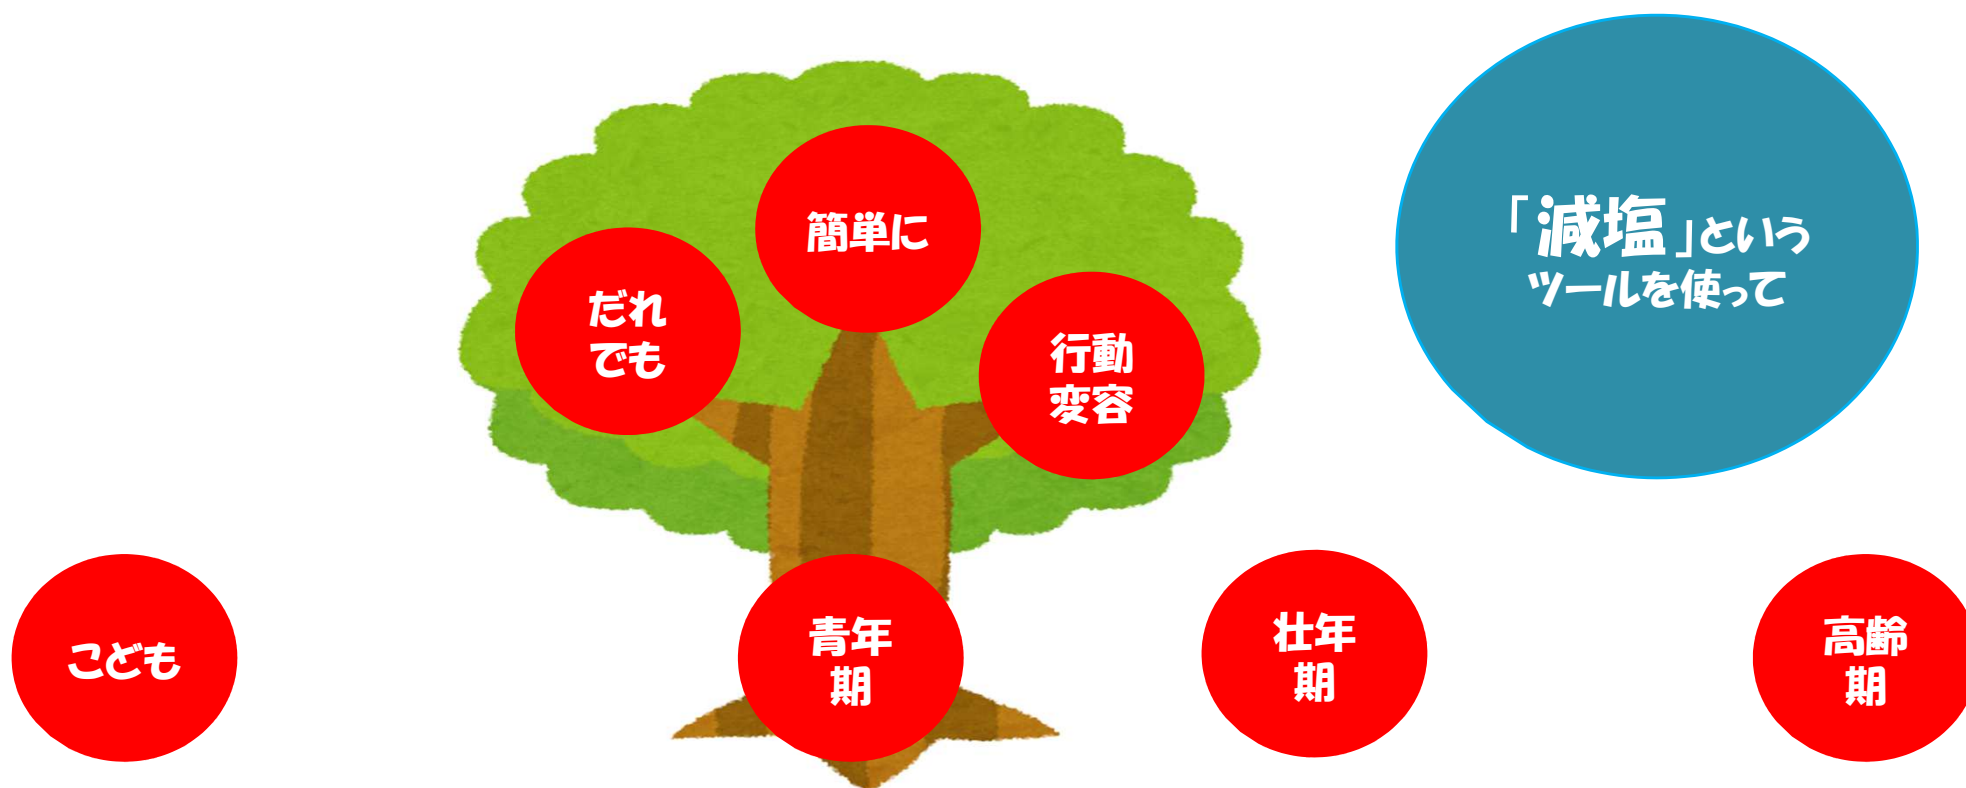 簡単に
だれ
でも
行動
変容
「減塩」という
ツールを使って
こども
青年
期
壮年
期
高齢
期